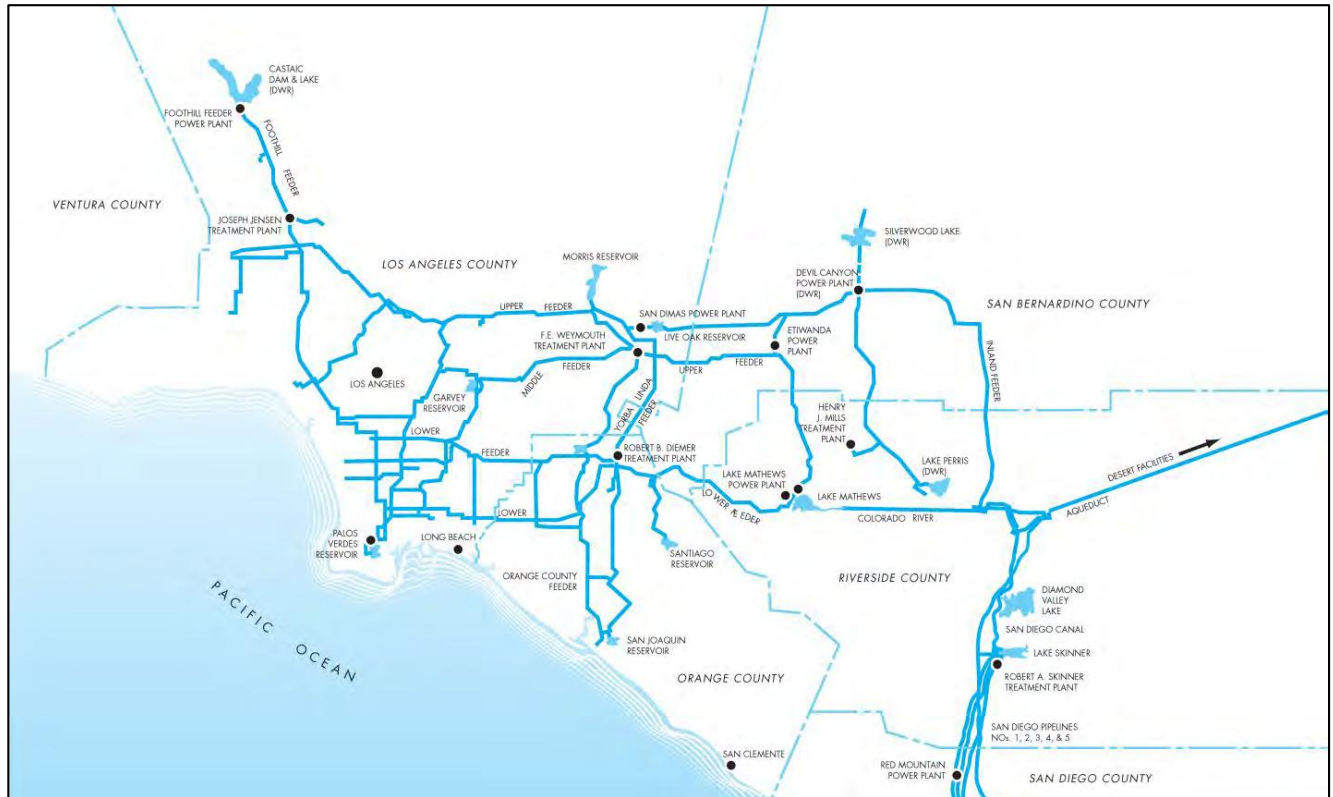 CASTAIC
DAM & LAKE
(DWR)
FOOTHILL FEEDER
POWER PLANT
FOOTHILL FEEDER
VENTURA COUNTY
JOSEPH JENSEN
TREATMENT PLANT
LOS ANGELES COUNTY
MORRIS RESERVOIR
SILVERWOOD LAKE
(DWR)
DEVIL CANYON
POWER PLANT
(DWR)
SAN BERNARDINO COUNTY
UPPER FEEDER
SAN DIMAS POWER PLANT
LIVE OAK RESERVOIR
F.E. WEYMOUTH
TREATMENT PLANT
ETIWANDA
POWER
PLANT
UPPER FEEDER
INLAND FEEDER
LOS ANGELES
MIDDLE FEEDER
GARVEY
RESERVOIR
YORBA LINDA
FEEDER
HENRY
J. MILLS
TREATMENT
PLANT
LOWER FEEDER
ROBERT B. DIEMER
TREATMENT PLANT
LAKE PERRIS
(DWR)
DESERT FACILITIES
LAKE MATHEWS
POWER PLANT
LAKE MATHEWS
LOWER FEEDER
COLORADO RIVER
AQUEDUCT
LOWER
PALOS
VERDES
RESERVOIR
LONG BEACH
SANTIAGO
RESERVOIR
ORANGE COUNTY
FEEDER
RIVERSIDE COUNTY
DIAMOND
VALLEY
LAKE
SAN DIEGO CANAL
PACIFIC OCEAN
SAN JOAQUIN
RESERVOIR
LAKE SKINNER
ORANGE COUNTY
ROBERT A. SKINNER
TREATMENT PLANT
SAN DIEGO PIPELINES
NOs. 1, 2, 3, 4, & 5
SAN CLEMENTE
RED MOUNTAIN
POWER PLANT
SAN DIEGO COUNTY